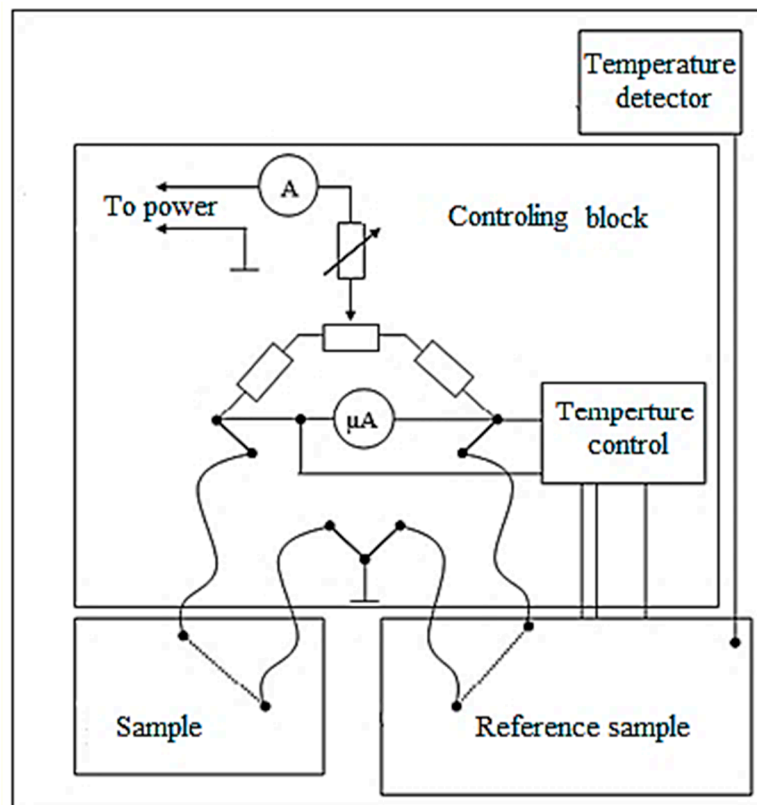 Temperature
detector
A
To power
Controling block
μA
Temperture
control
Sample
Reference sample